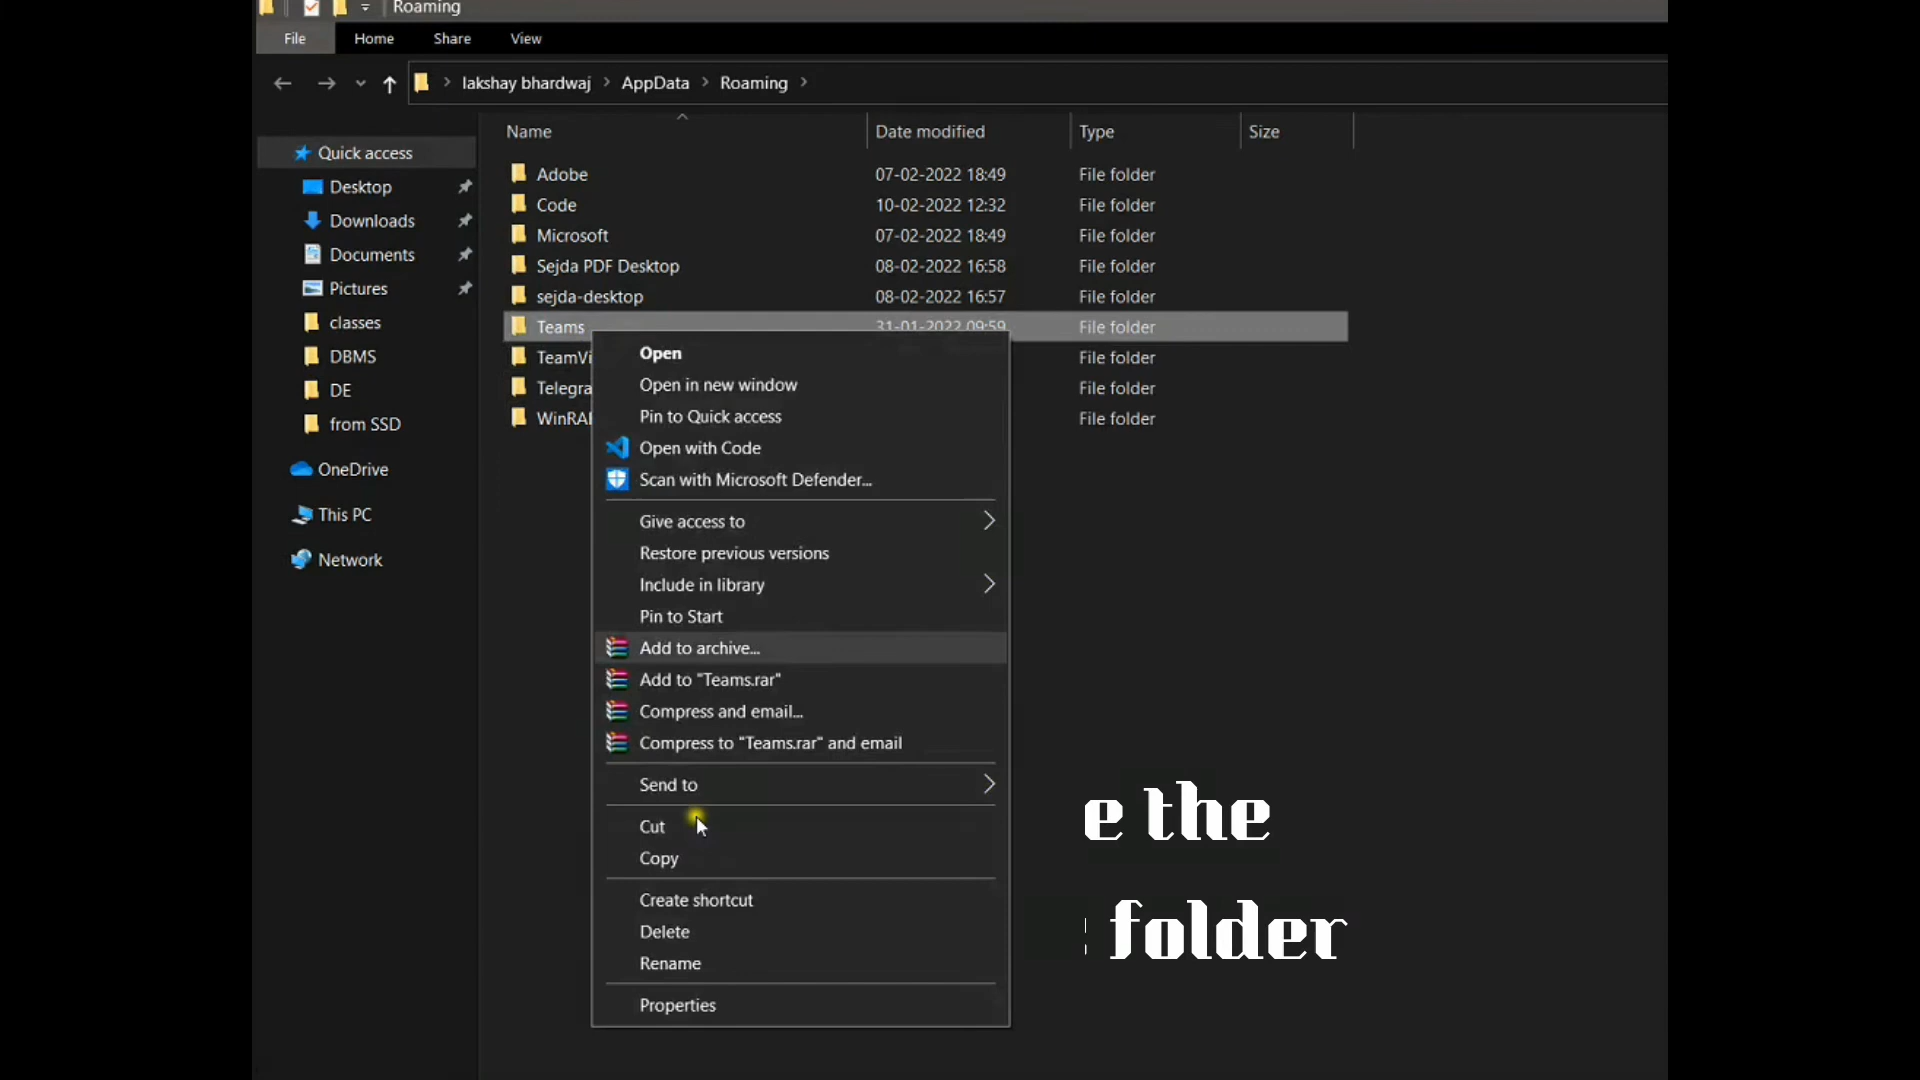 Roaming
File Home Share View
lakshay bhardwaj > AppData > Roaming >
Name Date modified Type Size
Quick access
Desktop
Downloads
Documents
Pictures
classes
DBMS
DE
from SSD
OneDrive
This PC
Network
Adobe 07-02-2022 18:49 File folder
Code 10-02-2022 12:32 File folder
Microsoft 07-02-2022 18:49 File folder
Sejda PDF Desktop 08-02-2022 16:58 File folder
sejda-desktop 08-02-2022 16:57 File folder
Teams 31-01-2022 09:59 File folder
TeamVi File folder
Telegra File folder
WinRA File folder
Open
Open in new window
Pin to Quick access
Open with Code
Scan with Microsoft Defender...
Give access to
Restore previous versions
Include in library
Pin to Start
Add to archive...
Add to "Teams.rar"
Compress and email...
Compress to "Teams.rar" and email
Send to
Cut
Copy
Create shortcut
Delete
Rename
Properties
e the
folder